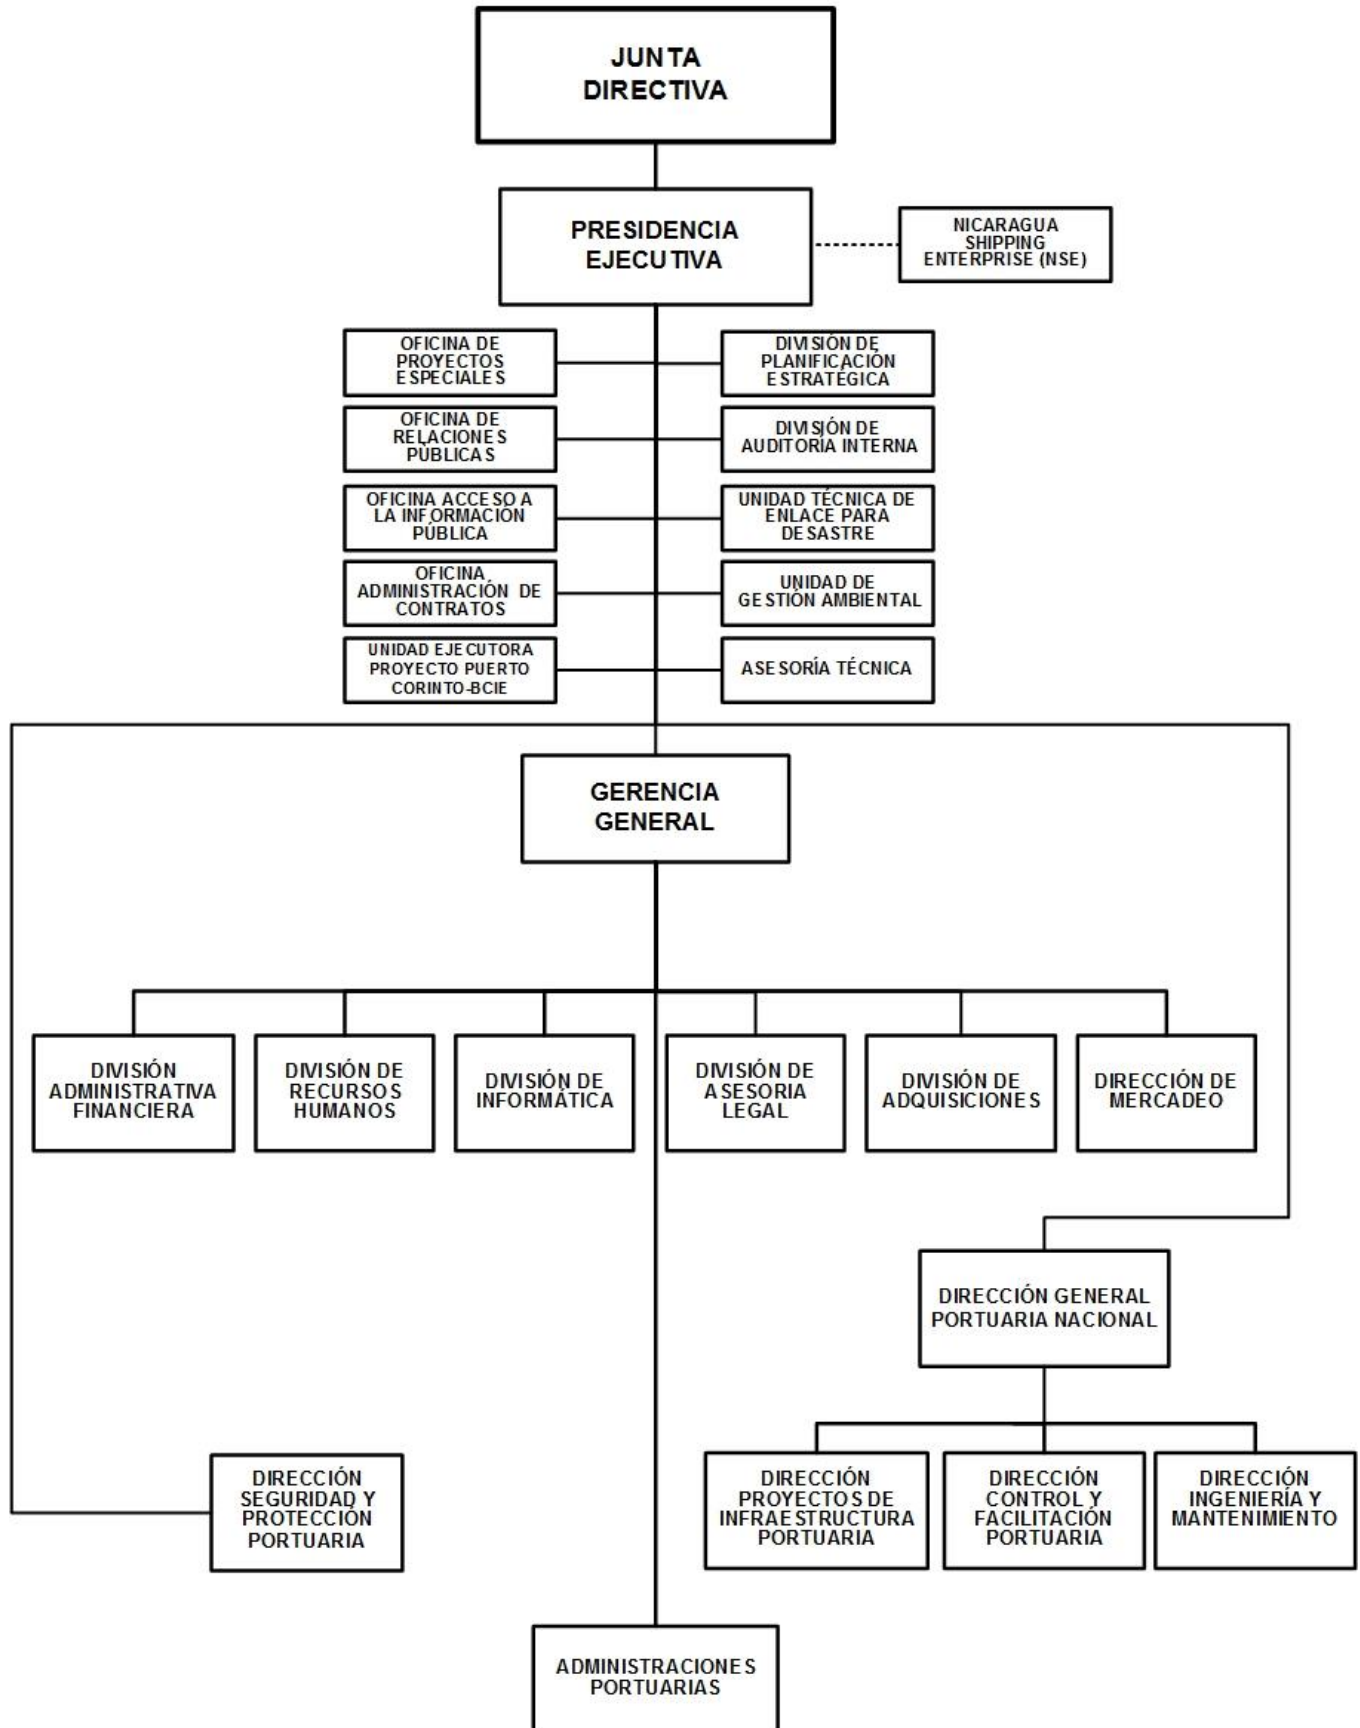 JUNTA
DIRECTIVA
PRESIDENCIA
EJECUTIVA
NICARAGUA
SHIPPING
ENTERPRISE (NSE)
OFICINA DE
PROYECTOS
ESPECIALES
DIVISIÓN DE
PLANIFICACIÓN
ESTRATÉGICA
OFICINA DE
RELACIONES
PÚBLICAS
DIVISIÓN DE
AUDITORÍA INTERNA
OFICINA ACCESO A
LA INFORMACIÓN
PÚBLICA
UNIDAD TÉCNICA DE
ENLACE PARA
DESASTRE
OFICINA
ADMINISTRACIÓN DE
CONTRATOS
UNIDAD DE
GESTIÓN AMBIENTAL
UNIDAD EJECUTORA
PROYECTO PUERTO
CORINTO-BCIE
ASESORÍA TÉCNICA
GERENCIA
GENERAL
DIVISIÓN
ADMINISTRATIVA
FINANCIERA
DIVISIÓN DE
RECURSOS
HUMANOS
DIVISIÓN DE
INFORMÁTICA
DIVISIÓN DE
ASESORIA
LEGAL
DIVISIÓN DE
ADQUISICIONES
DIRECCIÓN DE
MERCADEO
DIRECCIÓN GENERAL
PORTUARIA NACIONAL
DIRECCIÓN
SEGURIDAD Y
PROTECCIÓN
PORTUARIA
DIRECCIÓN
PROYECTOS DE
INFRAESTRUCTURA
PORTUARIA
DIRECCIÓN
CONTROL Y
FACILITACIÓN
PORTUARIA
DIRECCIÓN
INGENIERÍA Y
MANTENIMIENTO
ADMINISTRACIONES
PORTUARIAS